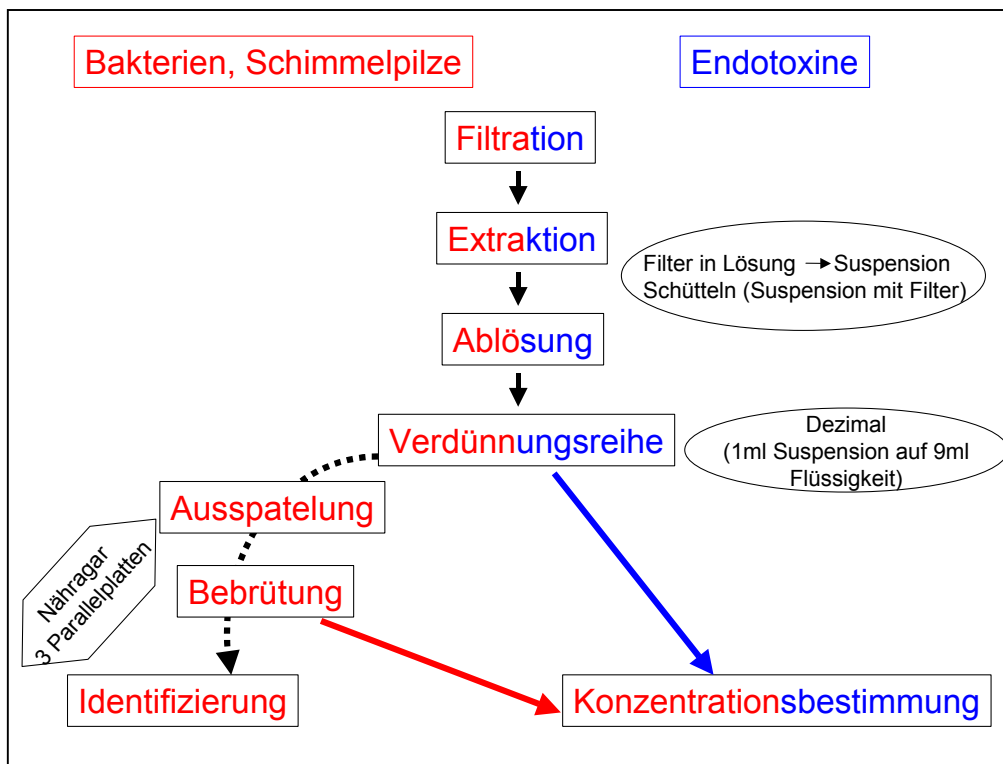 Bakterien, Schimmelpilze
Endotoxine
Filtration
Extraktion
Filter in Lösung → Suspension
Schütteln (Suspension mit Filter)
Ablösung
Verdünnungsreihe
Dezimal
(1ml Suspension auf 9ml
Flüssigkeit)
Ausspatelung
Nähragar
3 Parallelplatten
Bebrütung
Identifizierung
Konzentrationsbestimmung